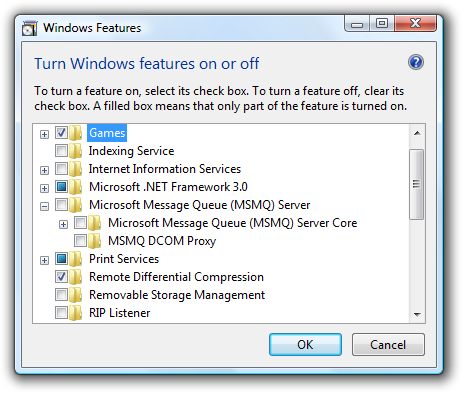 Windows Features
Turn Windows features on or off
To turn a feature on, select its check box. To turn a feature off, clear its
check box. A filled box means that only part of the feature is turned on.
Games
Indexing Service
Internet Information Services
Microsoft .NET Framework 3.0
Microsoft Message Queue (MSMQ) Server
Microsoft Message Queue (MSMQ) Server Core
MSMQ DCOM Proxy
Print Services
Remote Differential Compression
Removable Storage Management
RIP Listener
OK Cancel